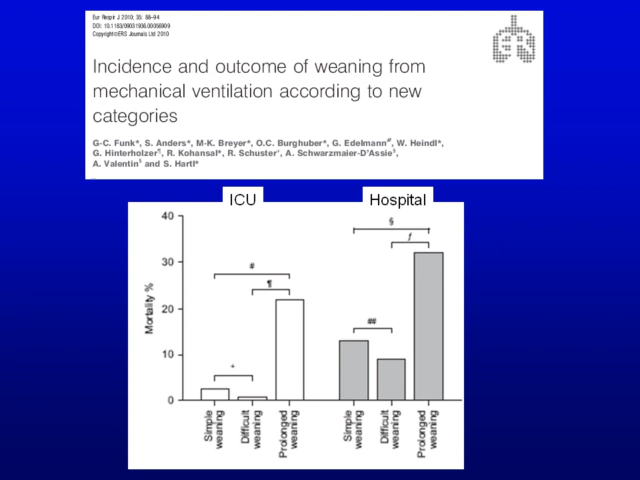 Eur Respir J 2010; 35: 88–94
DOI: 10.1183/09031936.00056909
Copyright©ERS Journals Ltd 2010
Incidence and outcome of weaning from
mechanical ventilation according to new
categories
G-C. Funk*, S. Anders*, M-K. Breyer*, O.C. Burghuber*, G. Edelmann#, W. Heindl*,
G. Hinterholzer¶, R. Kohansal*, R. Schuster+, A. Schwarzmaier-D'Assie§,
A. Valentin§ and S. Hartl*
ICU
Hospital
Mortality %
40
30
20
10
0
#
¶
+
§
ƒ
##
Simple
weaning
Difficult
weaning
Prolonged
weaning
Simple
weaning
Difficult
weaning
Prolonged
weaning